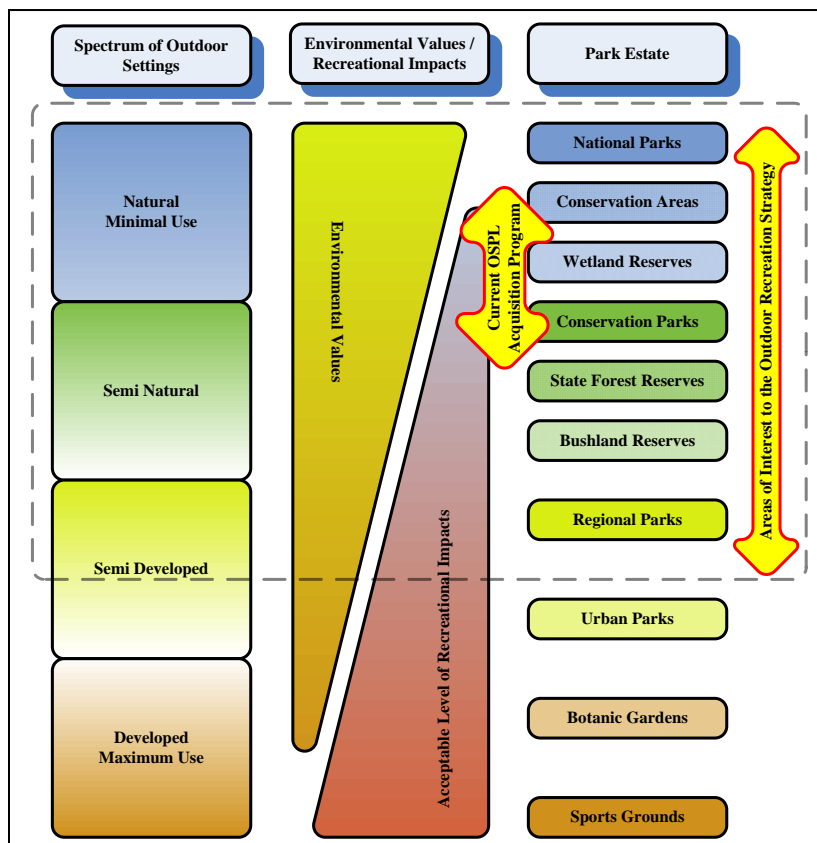 Spectrum of Outdoor
Settings
Environmental Values /
Recreational Impacts
Park Estate
Natural
Minimal Use
Semi Natural
Semi Developed
Developed
Maximum Use
Environmental Values
Acceptable Level of Recreational Impacts
Current OSPL
Acquisition Program
National Parks
Conservation Areas
Wetland Reserves
Conservation Parks
State Forest Reserves
Bushland Reserves
Regional Parks
Urban Parks
Botanic Gardens
Sports Grounds
Areas of Interest to the Outdoor Recreation Strategy